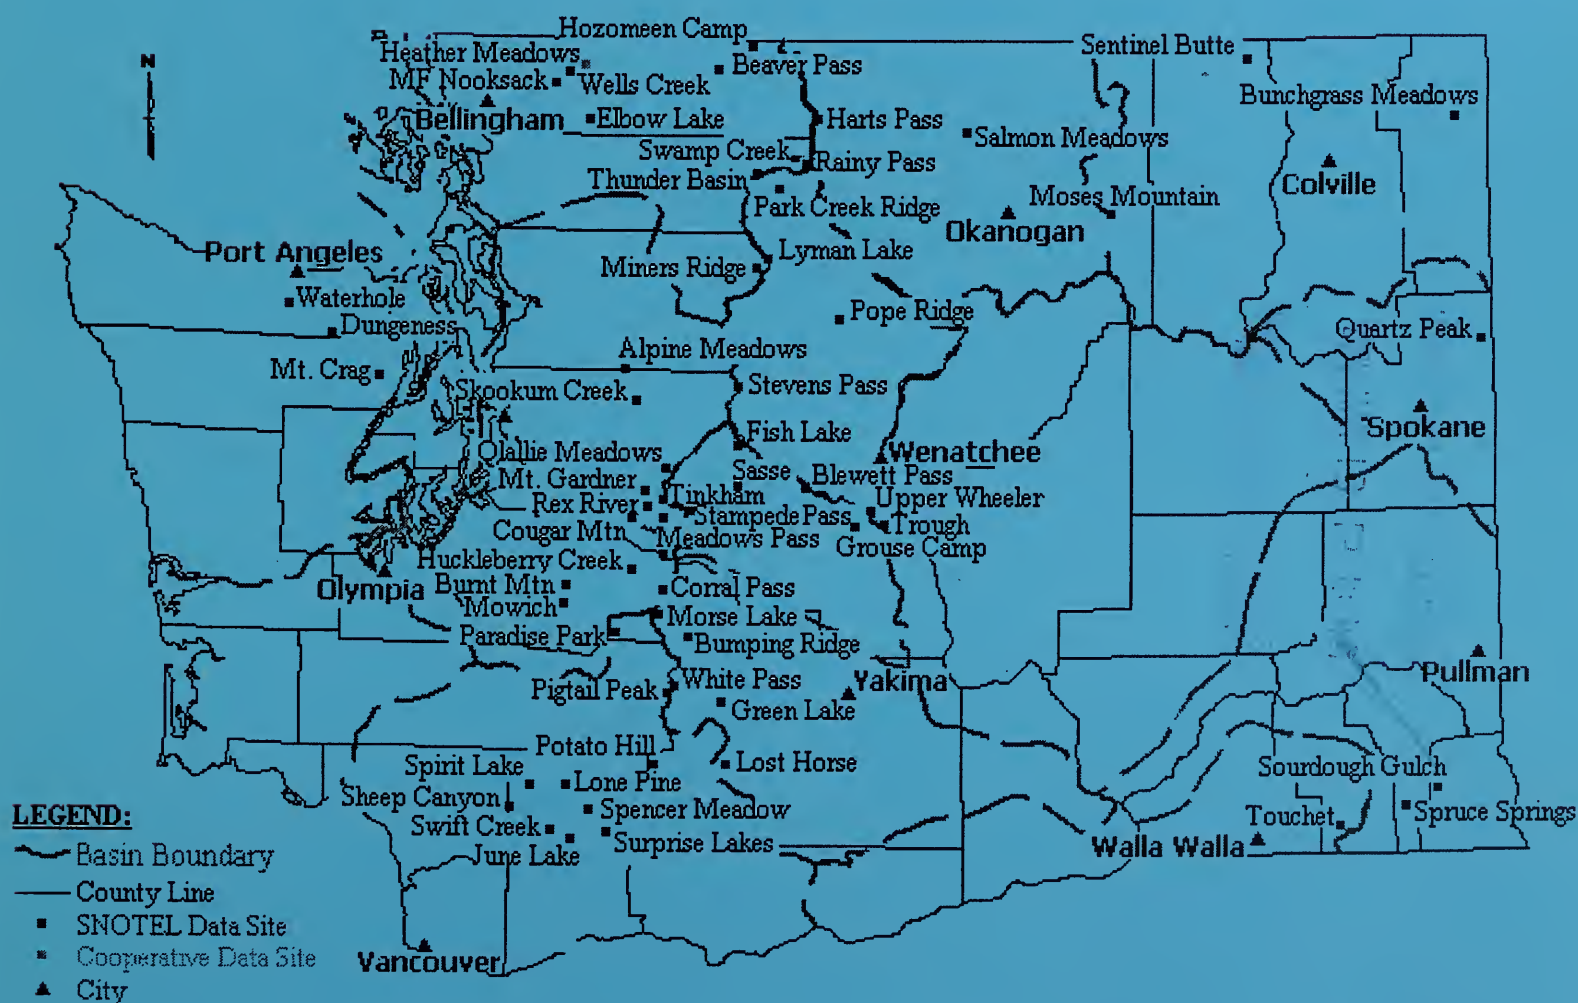 N
Hozomeen Camp
Heather Meadows
Sentinel Butte
MF Nooksack
Wells Creek
Beaver Pass
Bunchgrass Meadows
Bellingham
Elbow Lake
Harts Pass
Salmon Meadows
Swamp Creek
Rainy Pass
Thunder Basin
Colville
Park Creek Ridge
Moses Mountain
Okanogan
Port Angeles
Lyman Lake
Miners Ridge
Waterhole
Pope Ridge
Dungeness
Quartz Peak
Alpine Meadows
Mt. Crag
Skookum Creek
Stevens Pass
Fish Lake
Spokane
Olallie Meadows
Wenatchee
Sasse
Blewett Pass
Mt. Gardner
Tinkham
Upper Wheeler
Rex River
Stampede Pass
Trough
Cougar Mtn
Meadows Pass
Grouse Camp
Huckleberry Creek
Olympia
Burnt Mtn
Corral Pass
Mowich
Morse Lake
Paradise Park
Bumping Ridge
Pullman
White Pass
Yakima
Pigtail Peak
Green Lake
Potato Hill
Lost Horse
Spirit Lake
Lone Pine
Sourdough Gulch
Sheep Canyon
Spencer Meadow
Spruce Springs
Touchet
Swift Creek
Surprise Lakes
Walla Walla
June Lake
Vancouver
LEGEND:
Basin Boundary
County Line
SNOTEL Data Site
Cooperative Data Site
City